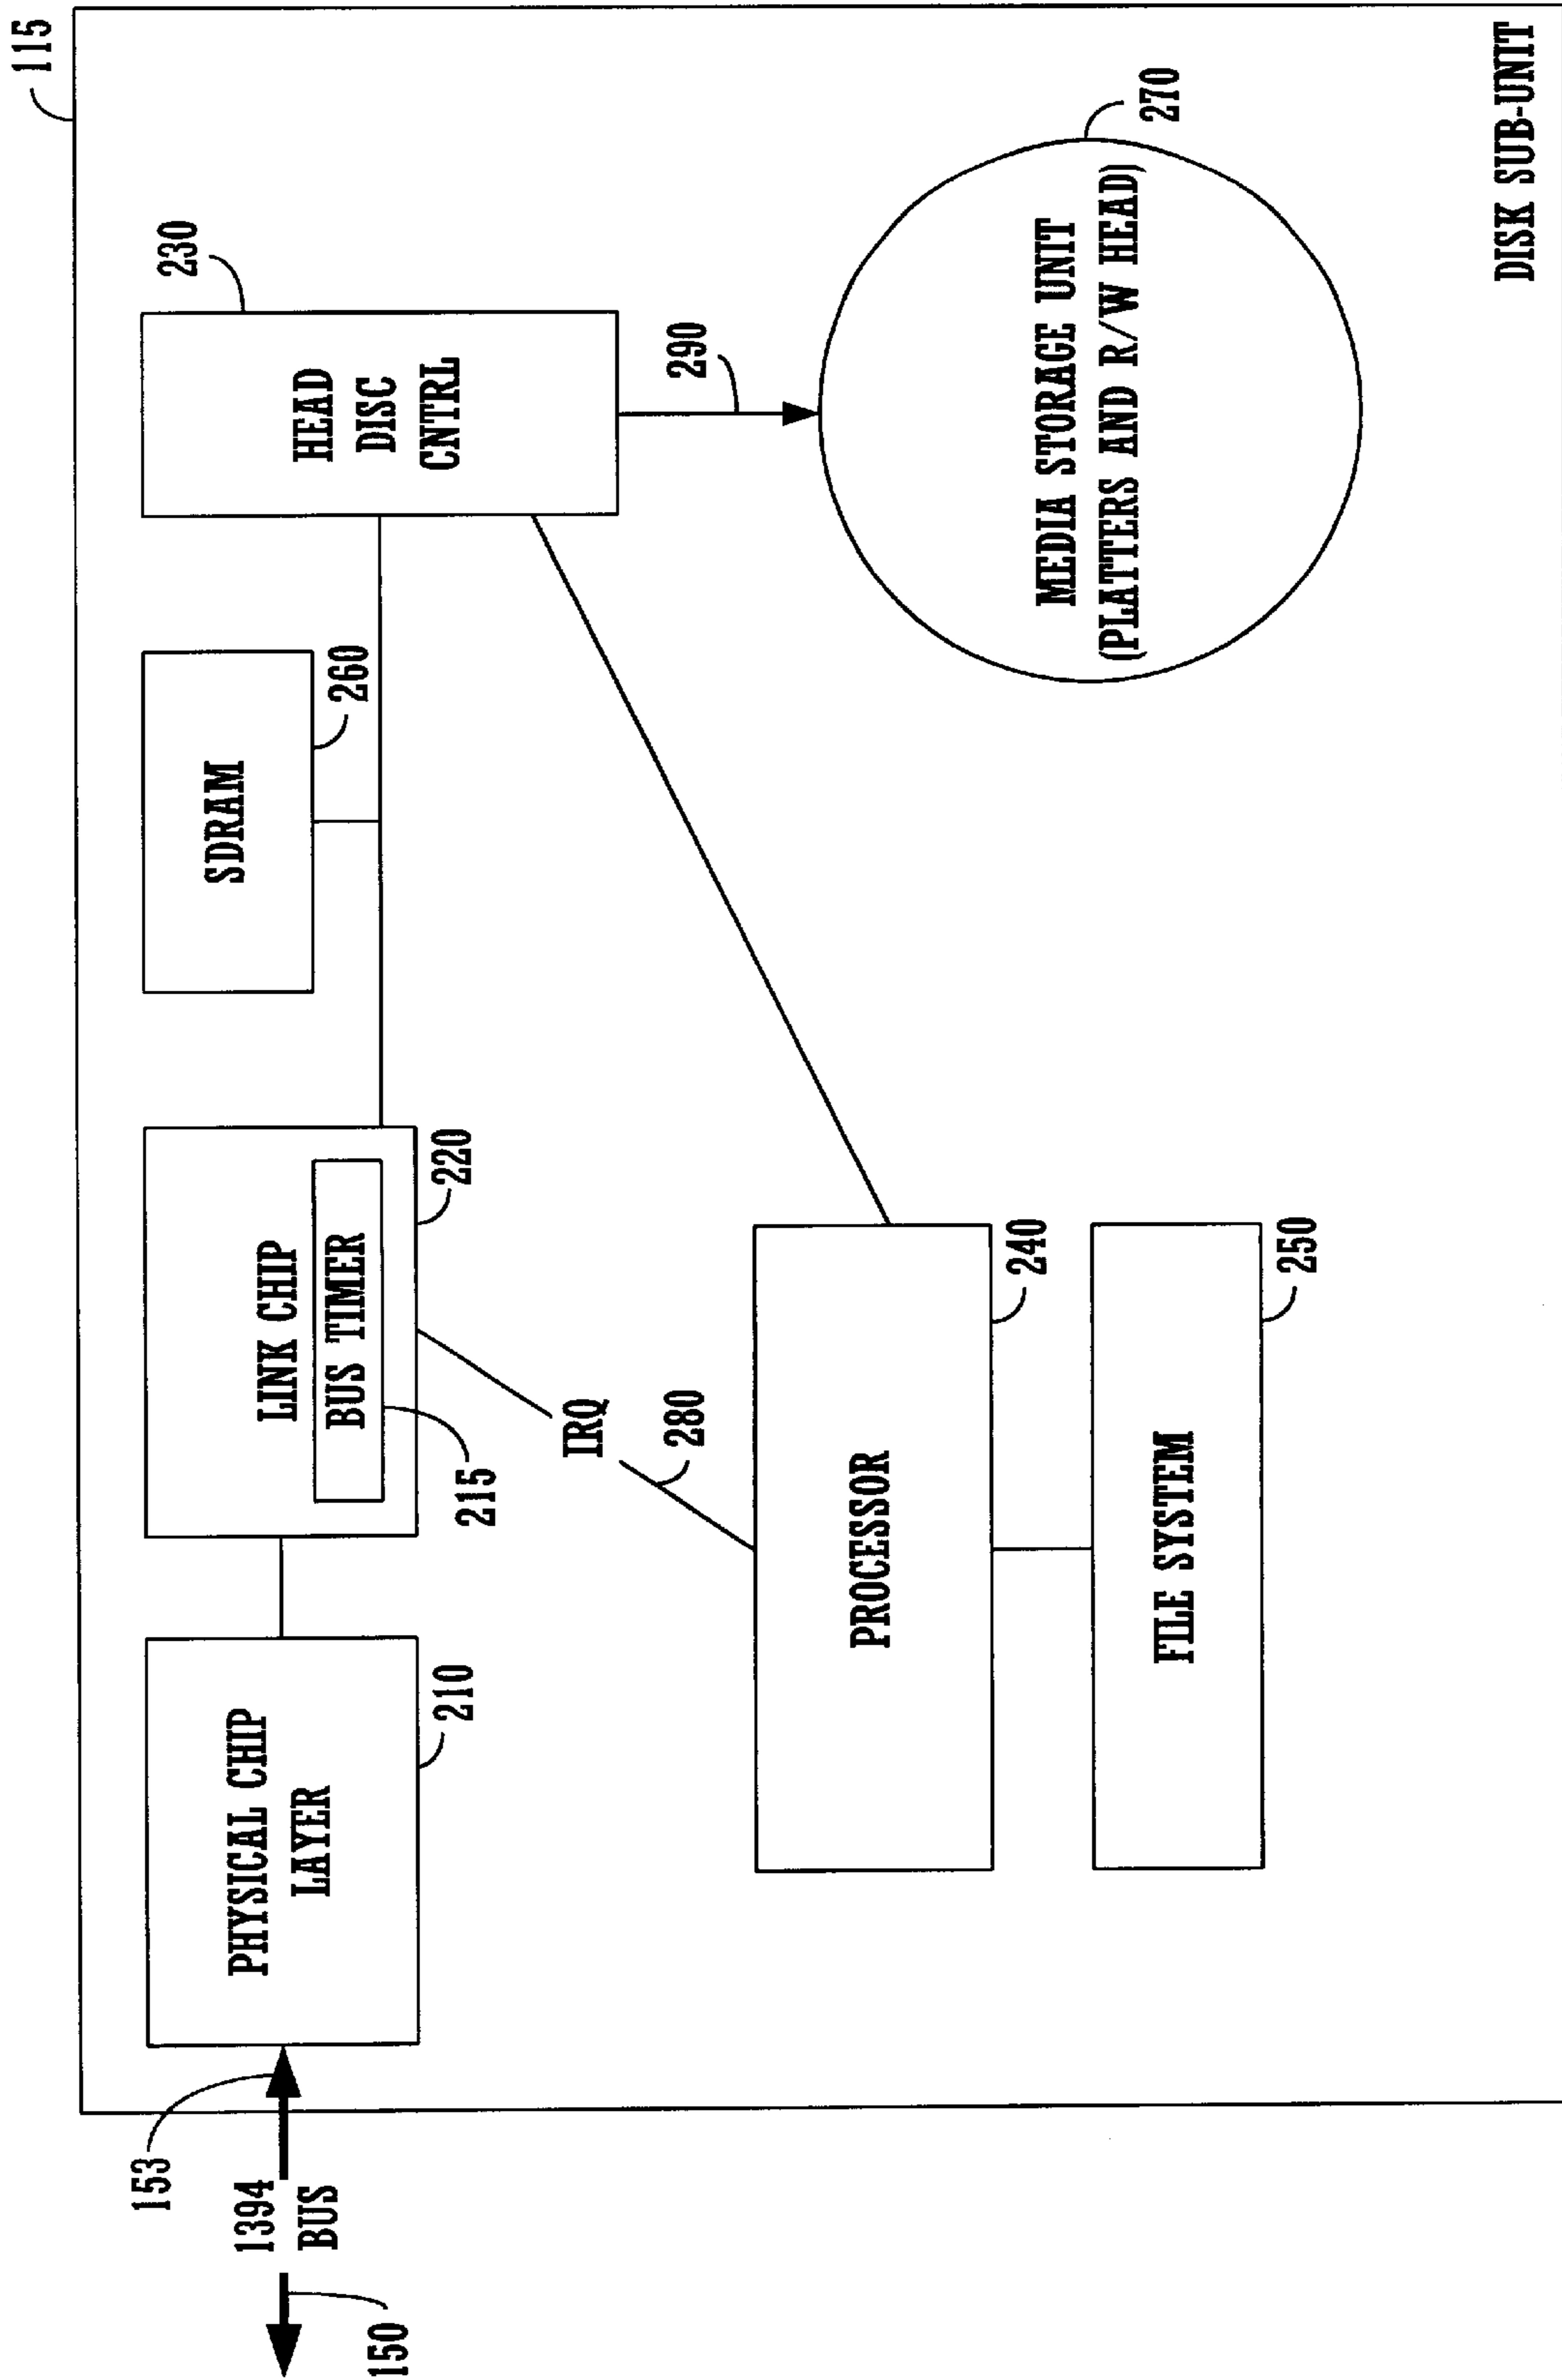 115
230
HEAD
DISC
CNTRL
290
SDRAM
260
LINK CHIP
BUS TIMER
220
215
PHYSICAL CHIP
LAYER
210
153
1394
BUS
150
IRQ
280
PROCESSOR
240
FILE SYSTEM
250
MEDIA STORAGE UNIT
(PLATTERS AND R/W HEAD)
270
DISK SUB-UNIT